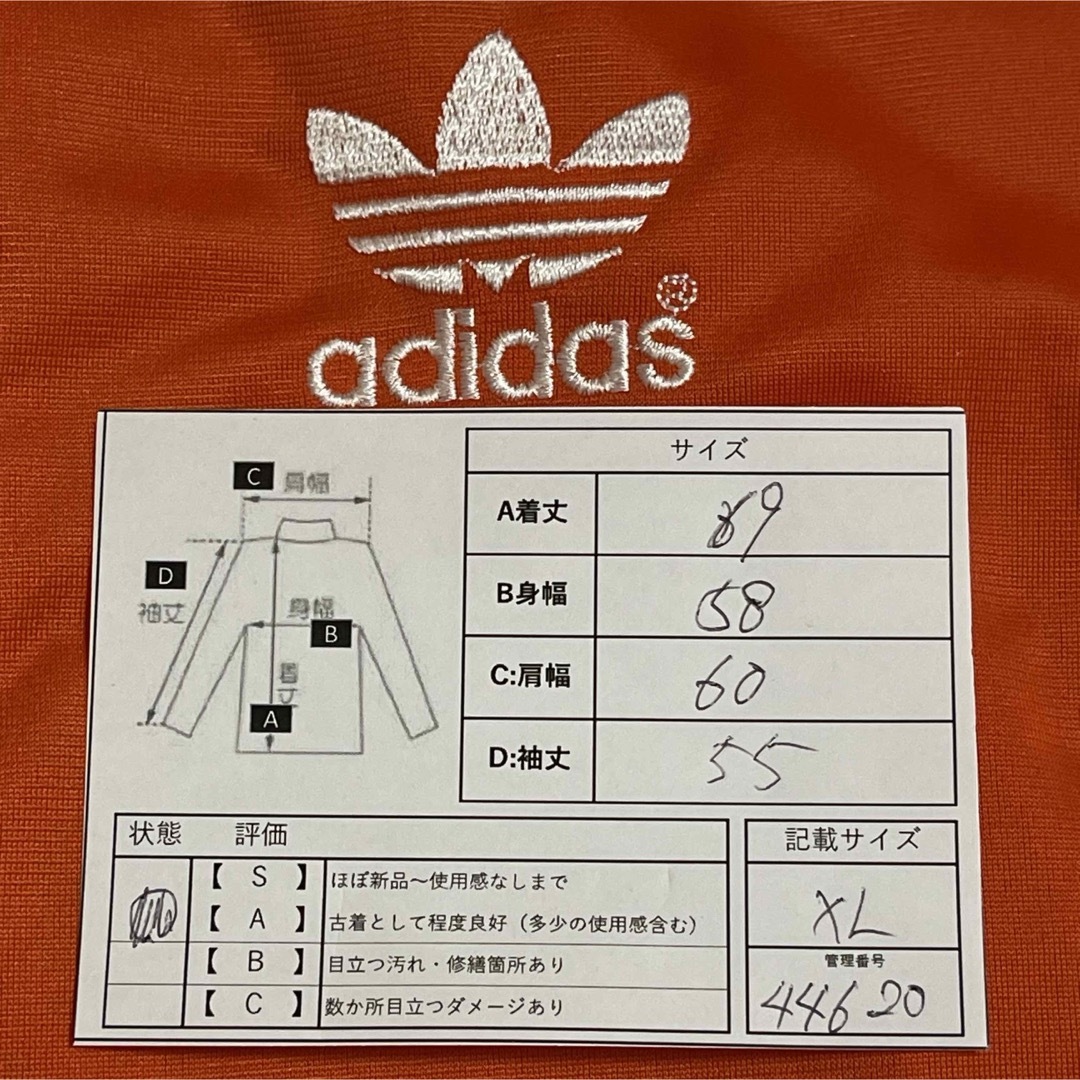 adidas
®
C 肩幅
D
袖丈
身幅
B
着丈
A
サイズ
A着丈 69
B身幅 58
C:肩幅 60
D:袖丈 55
状態 評価
【 S 】 ほぼ新品～使用感なしまで
【 A 】 古着として程度良好(多少の使用感含む)
【 B 】 目立つ汚れ・修繕箇所あり
【 C 】 数か所目立つダメージあり
記載サイズ
XL
管理番号
44620